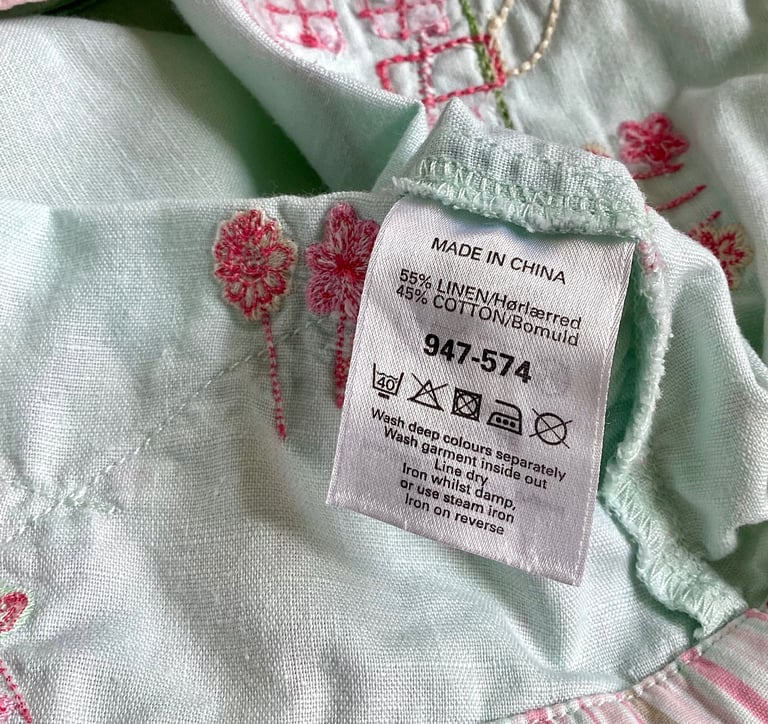 MADE IN CHINA
55% LINEN/Hørlærred
45% COTTON/Bomuld
947-574
40
Wash deep colours separately
Wash garment inside out
Line dry
Iron whilst damp,
or use steam iron
Iron on reverse